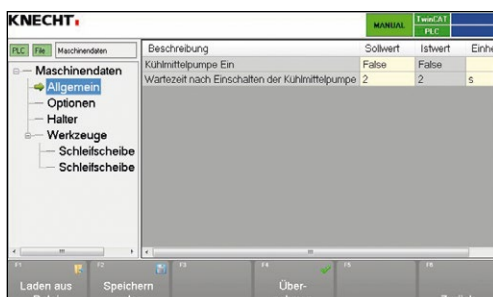 KNECHT
MANUAL
TwinCAT
PLC
PLC File Maschinendaten
Maschinendaten
Allgemein
Optionen
Halter
Werkzeuge
Schleifscheibe
Schleifscheibe
Beschreibung Sollwert Istwert Einhe
Kühlmittelpumpe Ein False False
Wartezeit nach Einschalten der Kühlmittelpumpe 2 2 s
F1 F2 F3 F4 F5 F6
Laden aus Speichern Über-